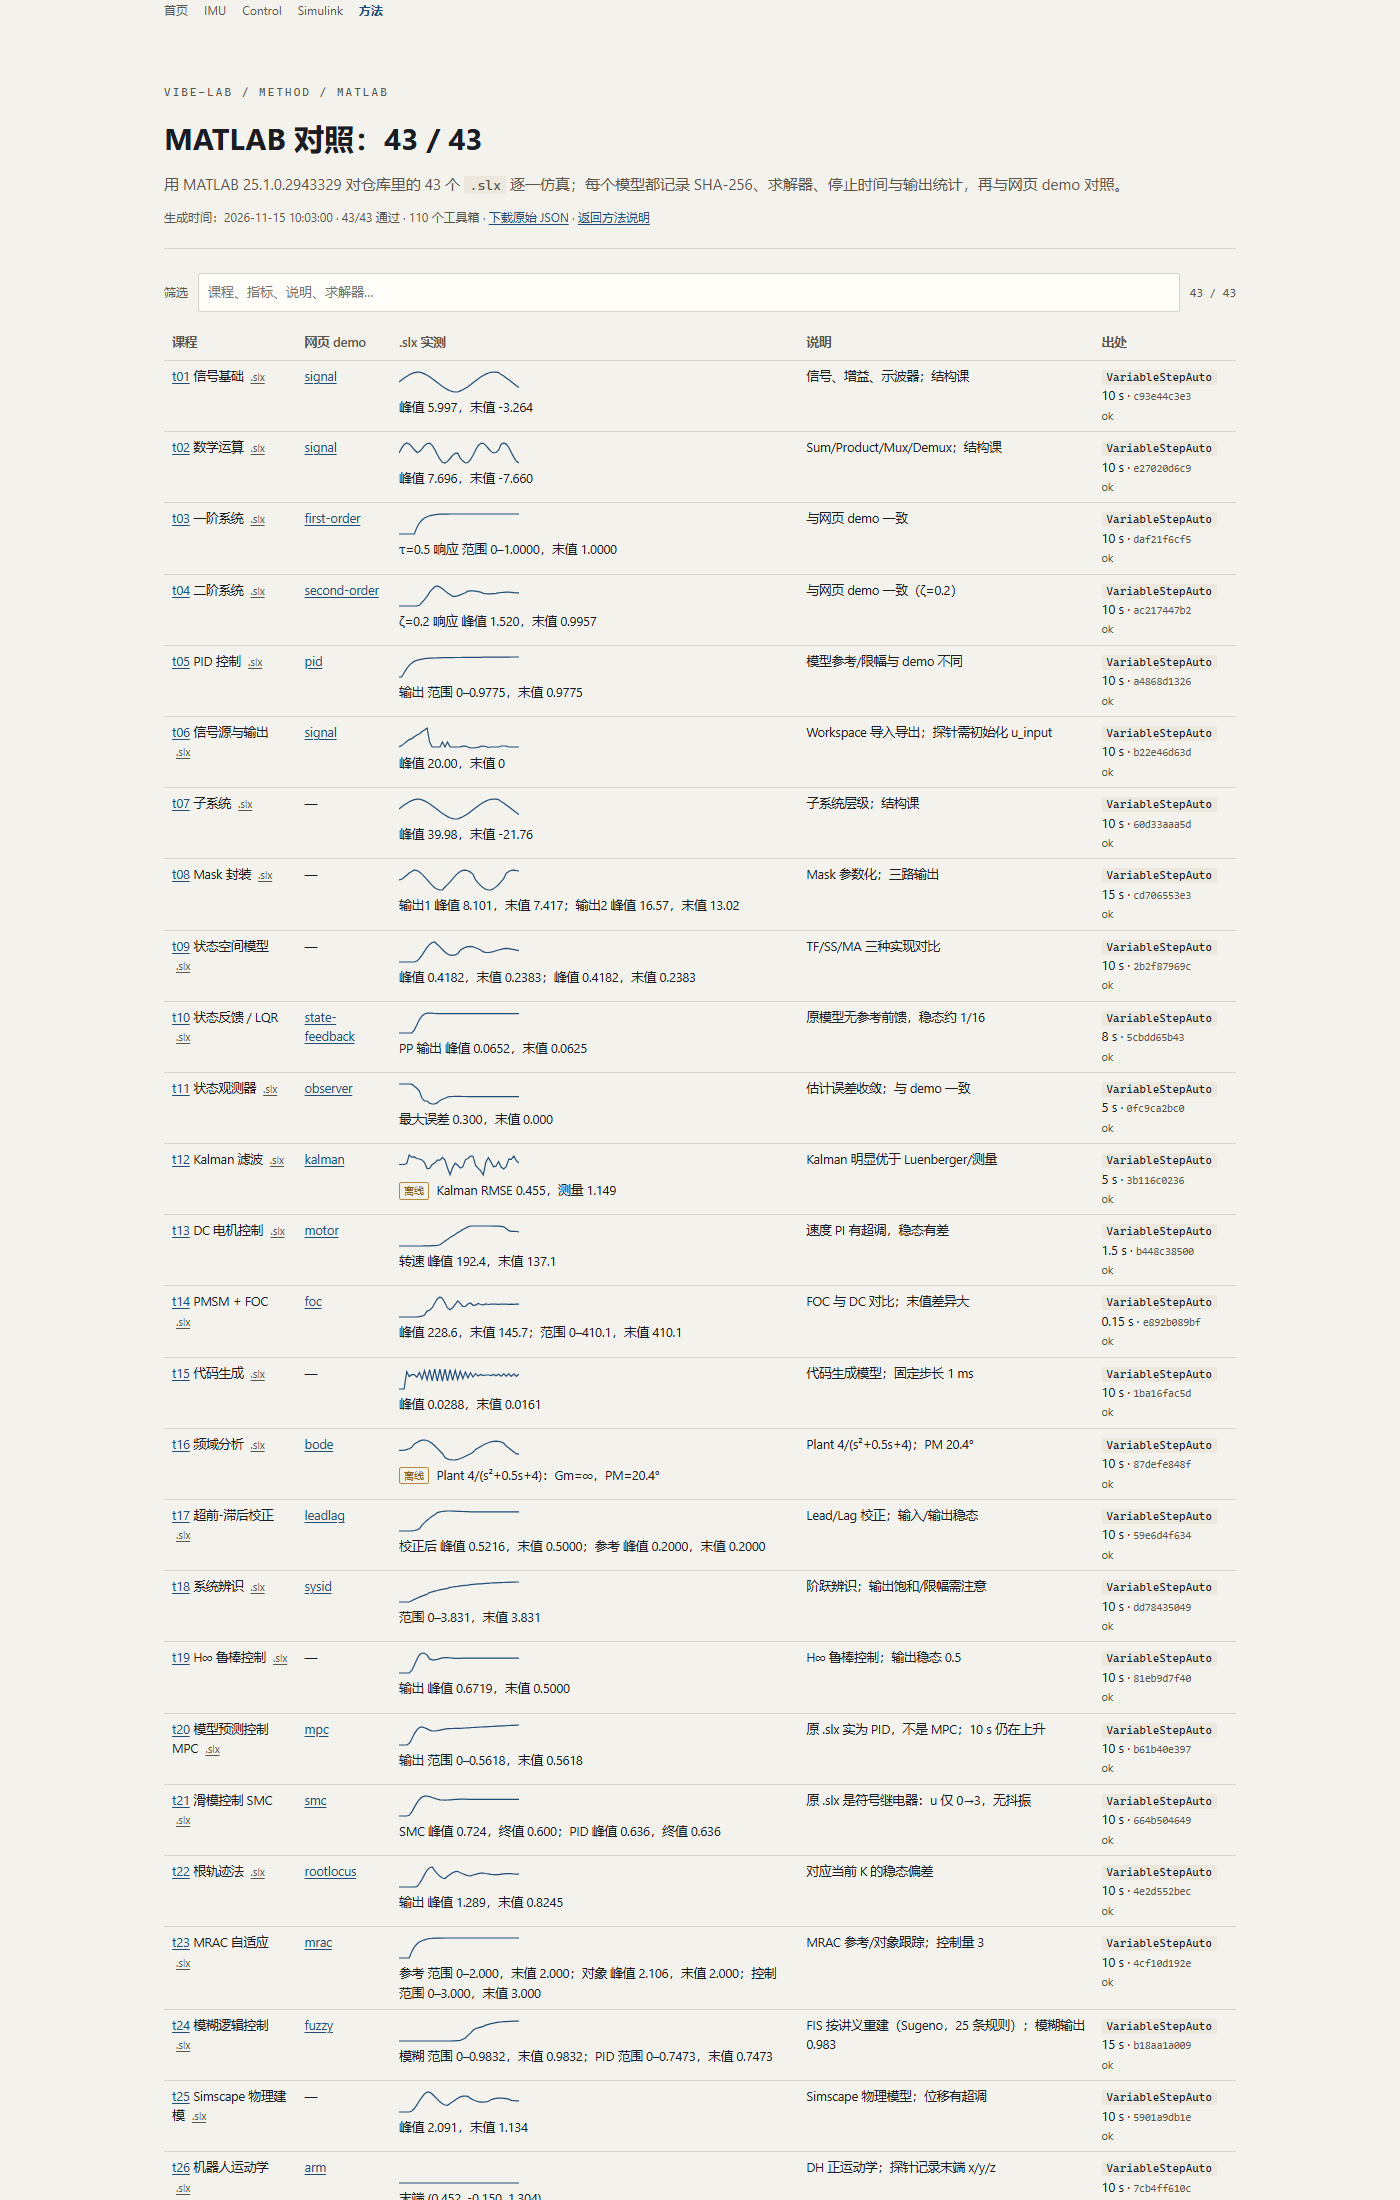 首页 IMU Control Simulink 方法
VIBE-LAB / METHOD / MATLAB
MATLAB 对照：43 / 43
用 MATLAB 25.1.0.2943329 对仓库里的 43 个 .slx 逐一仿真；每个模型都记录 SHA-256、求解器、停止时间与输出统计，再与网页 demo 对照。
生成时间：2026-11-15 10:03:00 · 43/43 通过 · 110 个工具箱 · 下载原始 JSON · 返回方法说明
筛选 课程、指标、说明、求解器... 43 / 43
课程 网页 demo .slx 实测 说明 出处
t01 信号基础 .slx signal 信号、增益、示波器；结构课 VariableStepAuto
10 s · c93e44c3e3
峰值 5.997，末值 -3.264
ok
t02 数学运算 .slx signal Sum/Product/Mux/Demux；结构课 VariableStepAuto
10 s · e27020d6c9
峰值 7.696，末值 -7.660
ok
t03 一阶系统 .slx first-order 与网页 demo 一致 VariableStepAuto
10 s · daf21f6cf5
τ=0.5 响应 范围 0–1.0000，末值 1.0000
ok
t04 二阶系统 .slx second-order 与网页 demo 一致（ζ=0.2） VariableStepAuto
10 s · ac217447b2
ζ=0.2 响应 峰值 1.520，末值 0.9957
ok
t05 PID 控制 .slx pid 模型参考/限幅与 demo 不同 VariableStepAuto
10 s · a4868d1326
输出 范围 0–0.9775，末值 0.9775
ok
t06 信号源与输出 signal Workspace 导入导出；探针需初始化 u_input VariableStepAuto
.slx 10 s · b22e46d63d
峰值 20.00，末值 0
ok
t07 子系统 .slx — 子系统层级；结构课 VariableStepAuto
10 s · 60d33aaa5d
峰值 39.98，末值 -21.76
ok
t08 Mask 封装 .slx — Mask 参数化；三路输出 VariableStepAuto
15 s · cd706553e3
输出1 峰值 8.101，末值 7.417；输出2 峰值 16.57，末值 13.02
ok
t09 状态空间模型 — TF/SS/MA 三种实现对比 VariableStepAuto
.slx 10 s · 2b2f87969c
峰值 0.4182，末值 0.2383；峰值 0.4182，末值 0.2383
ok
t10 状态反馈 / LQR state- 原模型无参考前馈，稳态约 1/16 VariableStepAuto
.slx feedback 8 s · 5cbdd65b43
PP 输出 峰值 0.0652，末值 0.0625
ok
t11 状态观测器 .slx observer 估计误差收敛；与 demo 一致 VariableStepAuto
5 s · 0fc9ca2bc0
最大误差 0.300，末值 0.000
ok
t12 Kalman 滤波 .slx kalman Kalman 明显优于 Luenberger/测量 VariableStepAuto
5 s · 3b116c0236
离线 Kalman RMSE 0.455，测量 1.149
ok
t13 DC 电机控制 .slx motor 速度 PI 有超调，稳态有差 VariableStepAuto
1.5 s · b448c38500
转速 峰值 192.4，末值 137.1
ok
t14 PMSM + FOC foc FOC 与 DC 对比；末值差异大 VariableStepAuto
.slx 0.15 s · e892b089bf
峰值 228.6，末值 145.7；范围 0–410.1，末值 410.1
ok
t15 代码生成 .slx — 代码生成模型；固定步长 1 ms VariableStepAuto
10 s · 1ba16fac5d
峰值 0.0288，末值 0.0161
ok
t16 频域分析 .slx bode Plant 4/(s²+0.5s+4)；PM 20.4° VariableStepAuto
10 s · 87defe848f
离线 Plant 4/(s²+0.5s+4)：Gm=∞，PM=20.4°
ok
t17 超前-滞后校正 leadlag Lead/Lag 校正；输入/输出稳态 VariableStepAuto
.slx 10 s · 59e6d4f634
校正后 峰值 0.5216，末值 0.5000；参考 峰值 0.2000，末值 0.2000
ok
t18 系统辨识 .slx sysid 阶跃辨识；输出饱和/限幅需注意 VariableStepAuto
10 s · dd78435049
范围 0–3.831，末值 3.831
ok
t19 H∞ 鲁棒控制 .slx — H∞ 鲁棒控制；输出稳态 0.5 VariableStepAuto
10 s · 81eb9d7f40
输出 峰值 0.6719，末值 0.5000
ok
t20 模型预测控制 mpc 原 .slx 实为 PID，不是 MPC；10 s 仍在上升 VariableStepAuto
MPC .slx 10 s · b61b40e397
输出 范围 0–0.5618，末值 0.5618
ok
t21 滑模控制 SMC smc 原 .slx 是符号继电器：u 仅 0→3，无抖振 VariableStepAuto
.slx 10 s · 664b504649
SMC 峰值 0.724，终值 0.600；PID 峰值 0.636，终值 0.636
ok
t22 根轨迹法 .slx rootlocus 对应当前 K 的稳态偏差 VariableStepAuto
10 s · 4e2d552bec
输出 峰值 1.289，末值 0.8245
ok
t23 MRAC 自适应 mrac MRAC 参考/对象跟踪；控制量 3 VariableStepAuto
.slx 10 s · 4cf10d192e
参考 范围 0–2.000，末值 2.000；对象 峰值 2.106，末值 2.000；控制
ok
范围 0–3.000，末值 3.000
t24 模糊逻辑控制 fuzzy FIS 按讲义重建（Sugeno，25 条规则）；模糊输出 VariableStepAuto
.slx 0.983 15 s · b18aa1a009
模糊 范围 0–0.9832，末值 0.9832；PID 范围 0–0.7473，末值 0.7473
ok
t25 Simscape 物理建 — Simscape 物理模型；位移有超调 VariableStepAuto
模 .slx 10 s · 5901a9db1e
峰值 2.091，末值 1.134
ok
t26 机器人运动学 arm DH 正运动学；探针记录末端 x/y/z VariableStepAuto
.slx 10 s · 7cb4ff610c
末端 (0.452, -0.150, 1.304)